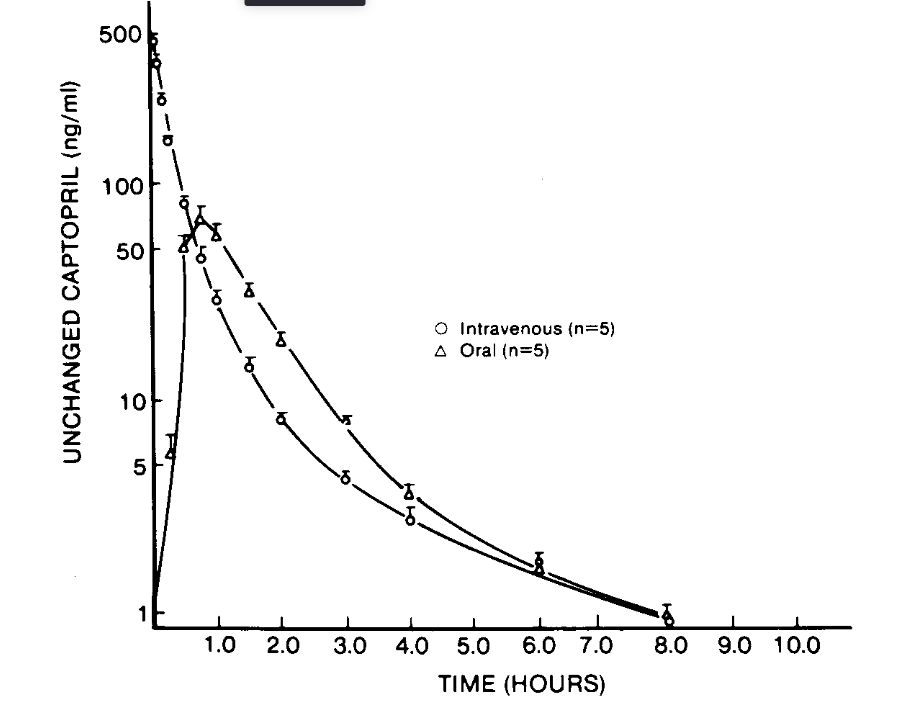 UNCHANGED CAPTOPRIL (ng/ml)
500
100
50
10
5
1
○ Intravenous (n=5)
△ Oral (n=5)
1.0 2.0 3.0 4.0 5.0 6.0 7.0 8.0 9.0 10.0
TIME (HOURS)